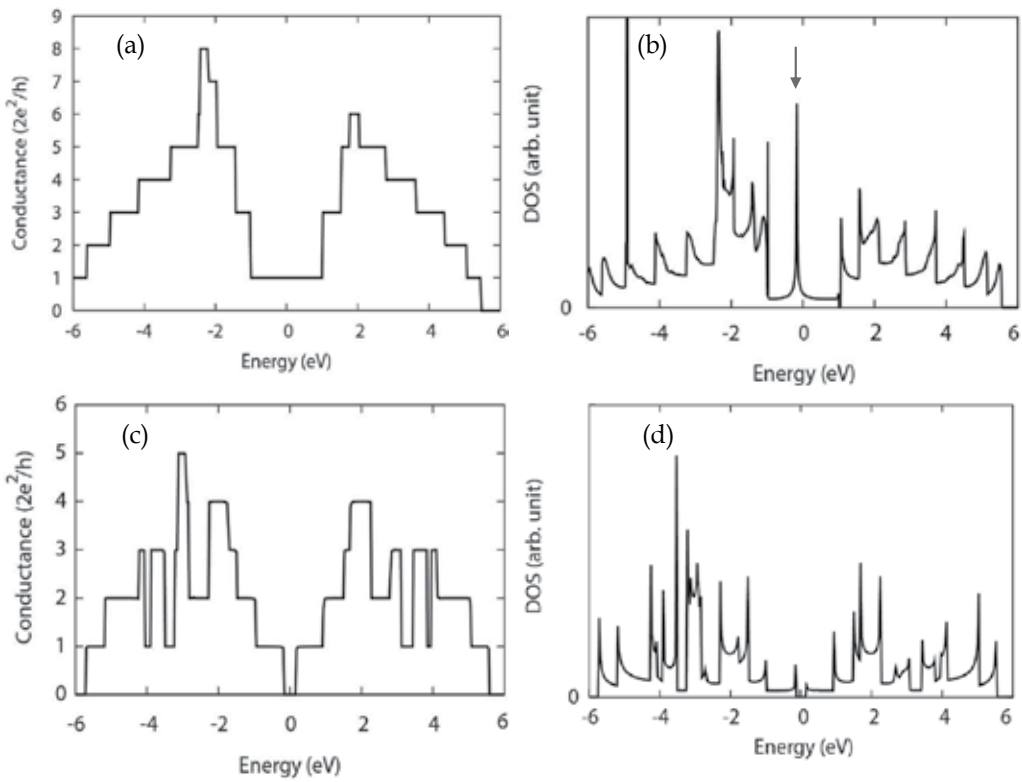 (a)
Conductance (2e²/h)
9
8
7
6
5
4
3
2
1
0
-6 -4 -2 0 2 4 6
Energy (eV)
(b)
DOS (arb. unit)
0
-6 -4 -2 0 2 4 6
Energy (eV)
(c)
Conductance (2e²/h)
6
5
4
3
2
1
0
-6 -4 -2 0 2 4 6
Energy (eV)
(d)
DOS (arb. unit)
0
-6 -4 -2 0 2 4 6
Energy (eV)